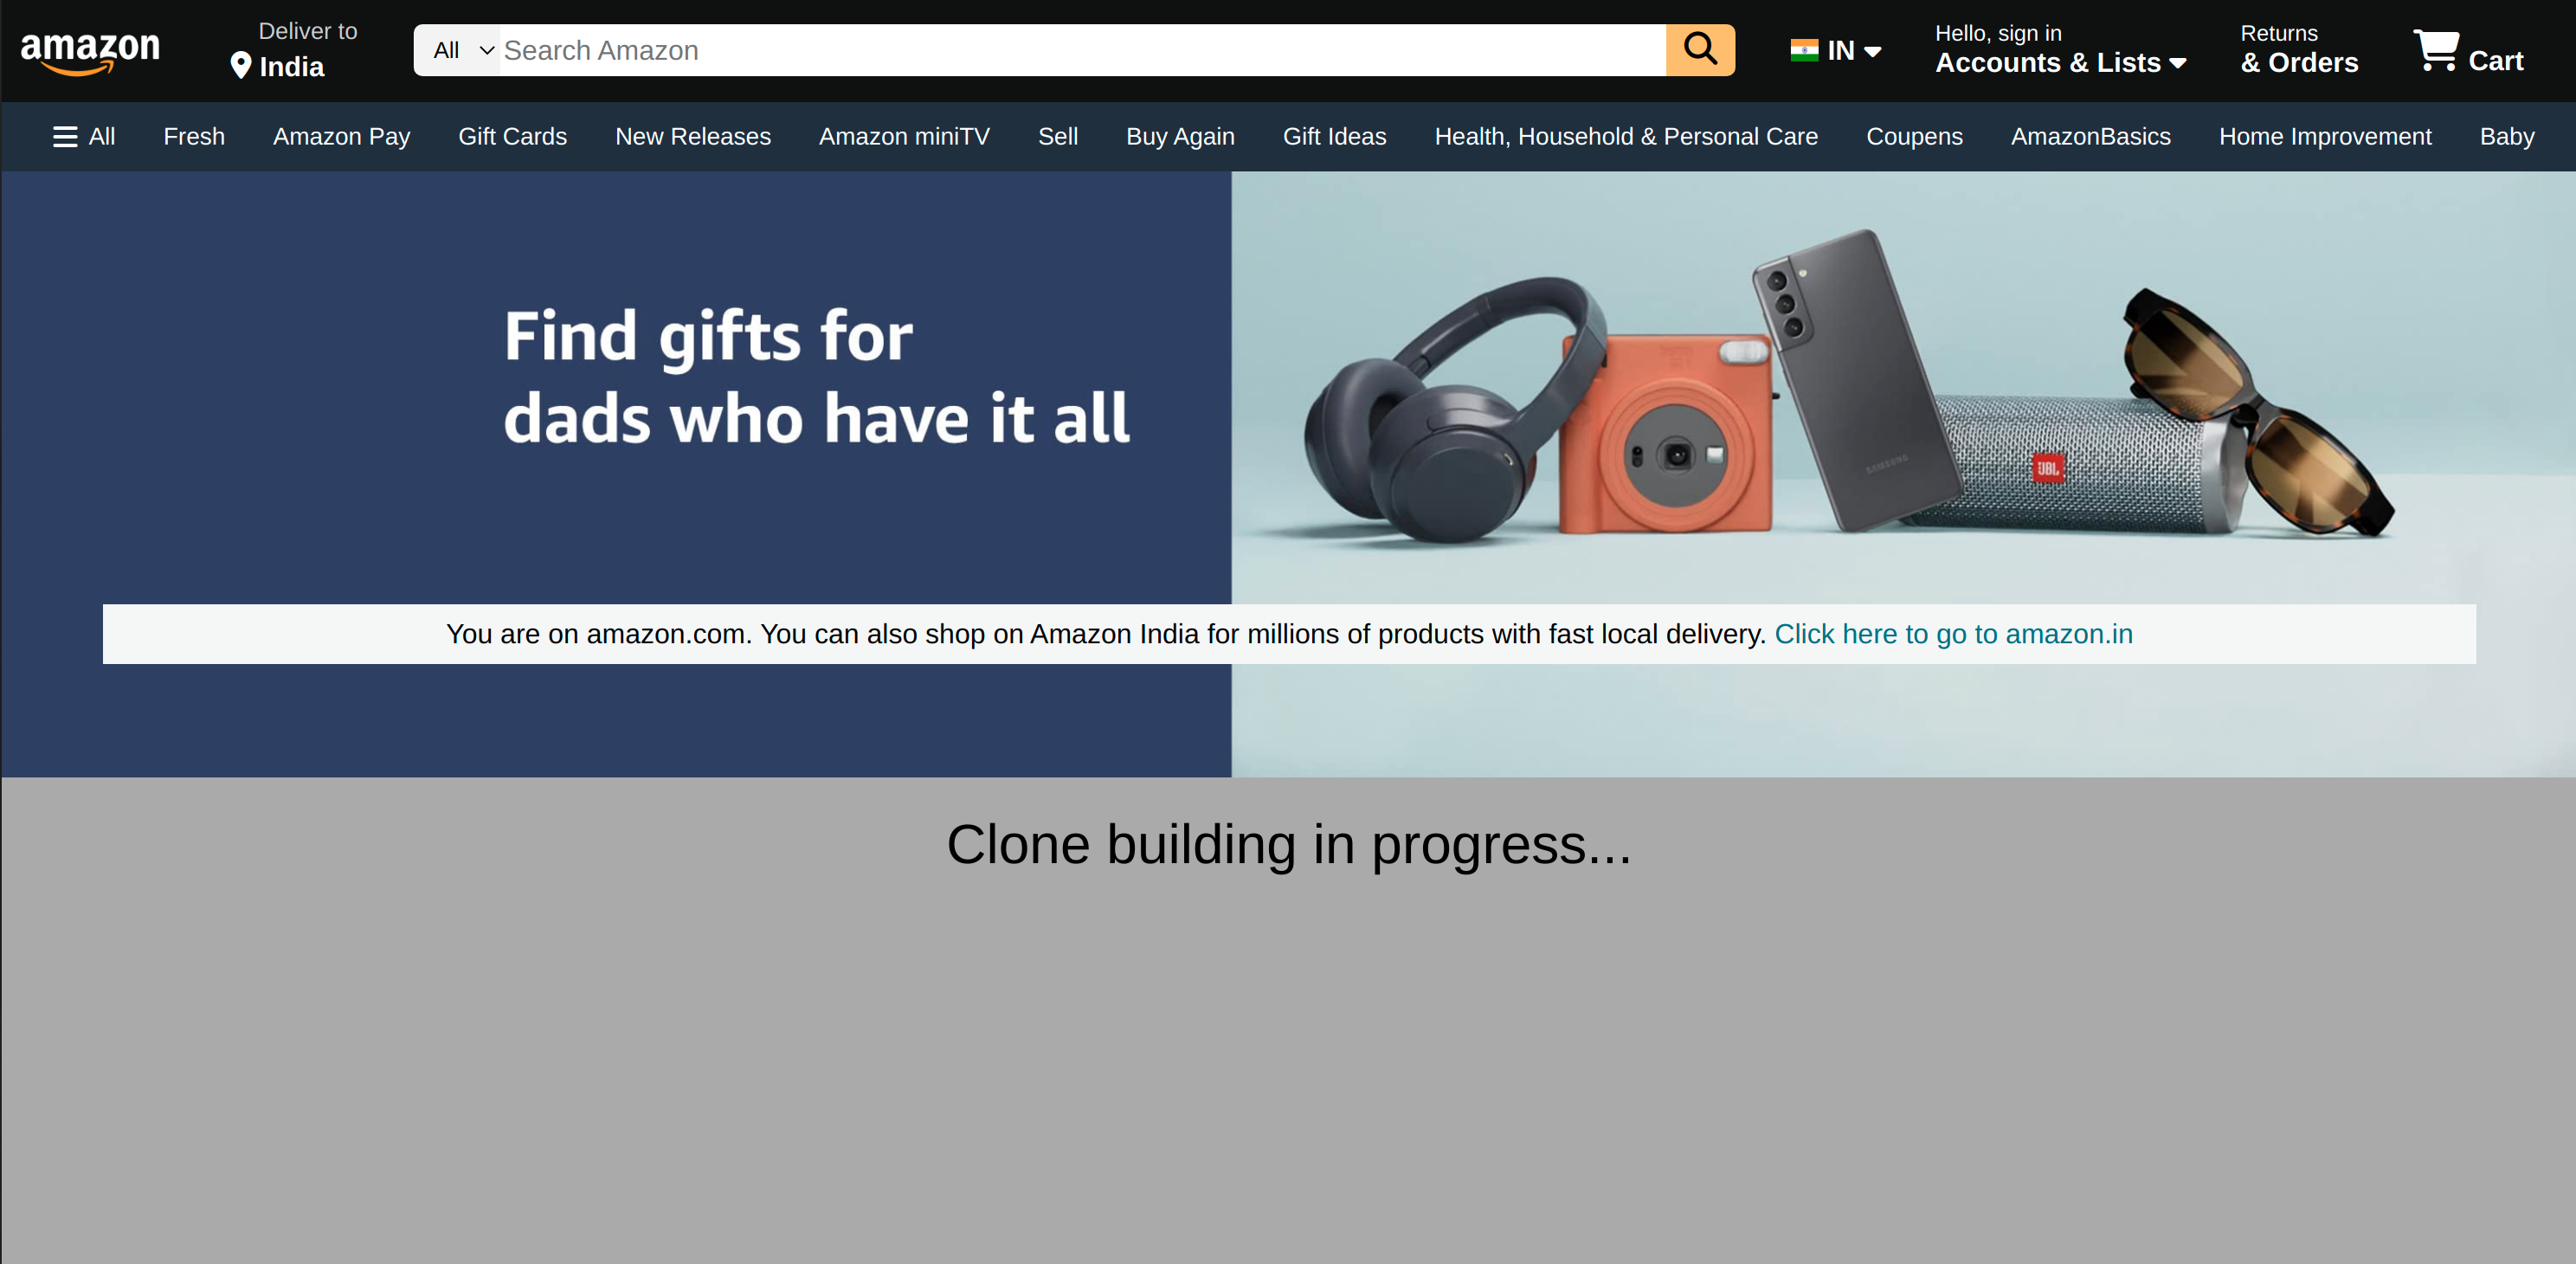 amazon
Deliver to
India
All
Search Amazon
IN
Hello, sign in
Accounts & Lists
Returns
& Orders
Cart
All
Fresh
Amazon Pay
Gift Cards
New Releases
Amazon miniTV
Sell
Buy Again
Gift Ideas
Health, Household & Personal Care
Coupens
AmazonBasics
Home Improvement
Baby
Find gifts for
dads who have it all
SAMSUNG
JBL
You are on amazon.com. You can also shop on Amazon India for millions of products with fast local delivery. Click here to go to amazon.in
Clone building in progress...